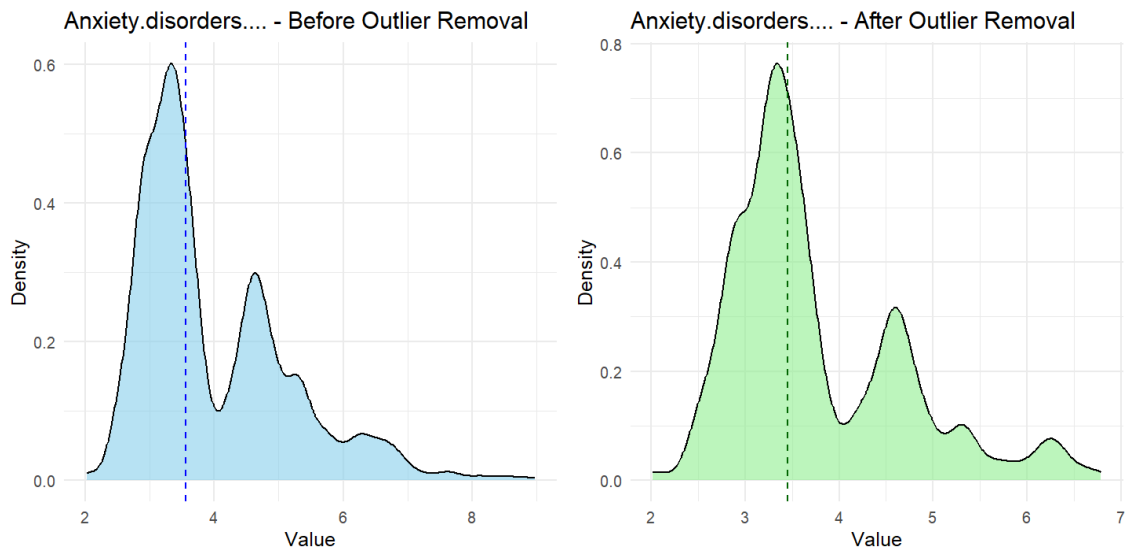 Anxiety.disorders.... - Before Outlier Removal
0.6
0.4
0.2
0.0
Density
2 4 6 8
Value
Anxiety.disorders.... - After Outlier Removal
0.8
0.6
0.4
0.2
0.0
Density
2 3 4 5 6 7
Value